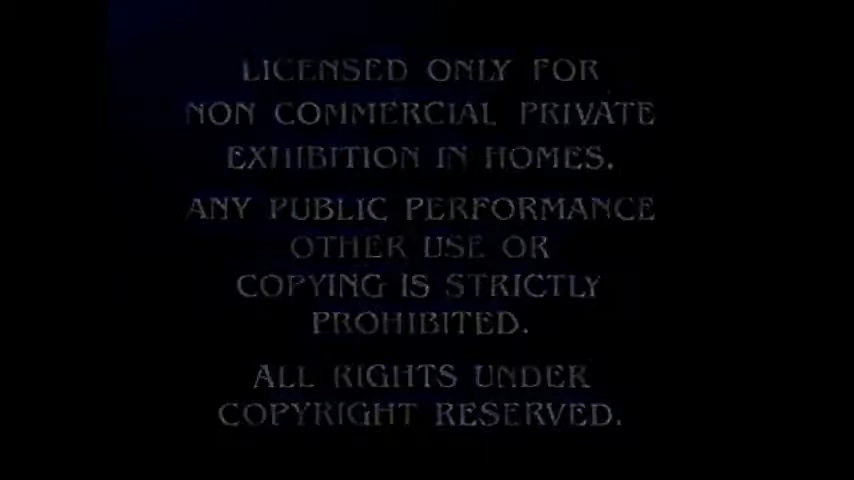 LICENSED ONLY FOR
NON COMMERCIAL PRIVATE
EXHIBITION IN HOMES.
ANY PUBLIC PERFORMANCE
OTHER USE OR
COPYING IS STRICTLY
PROHIBITED.
ALL RIGHTS UNDER
COPYRIGHT RESERVED.